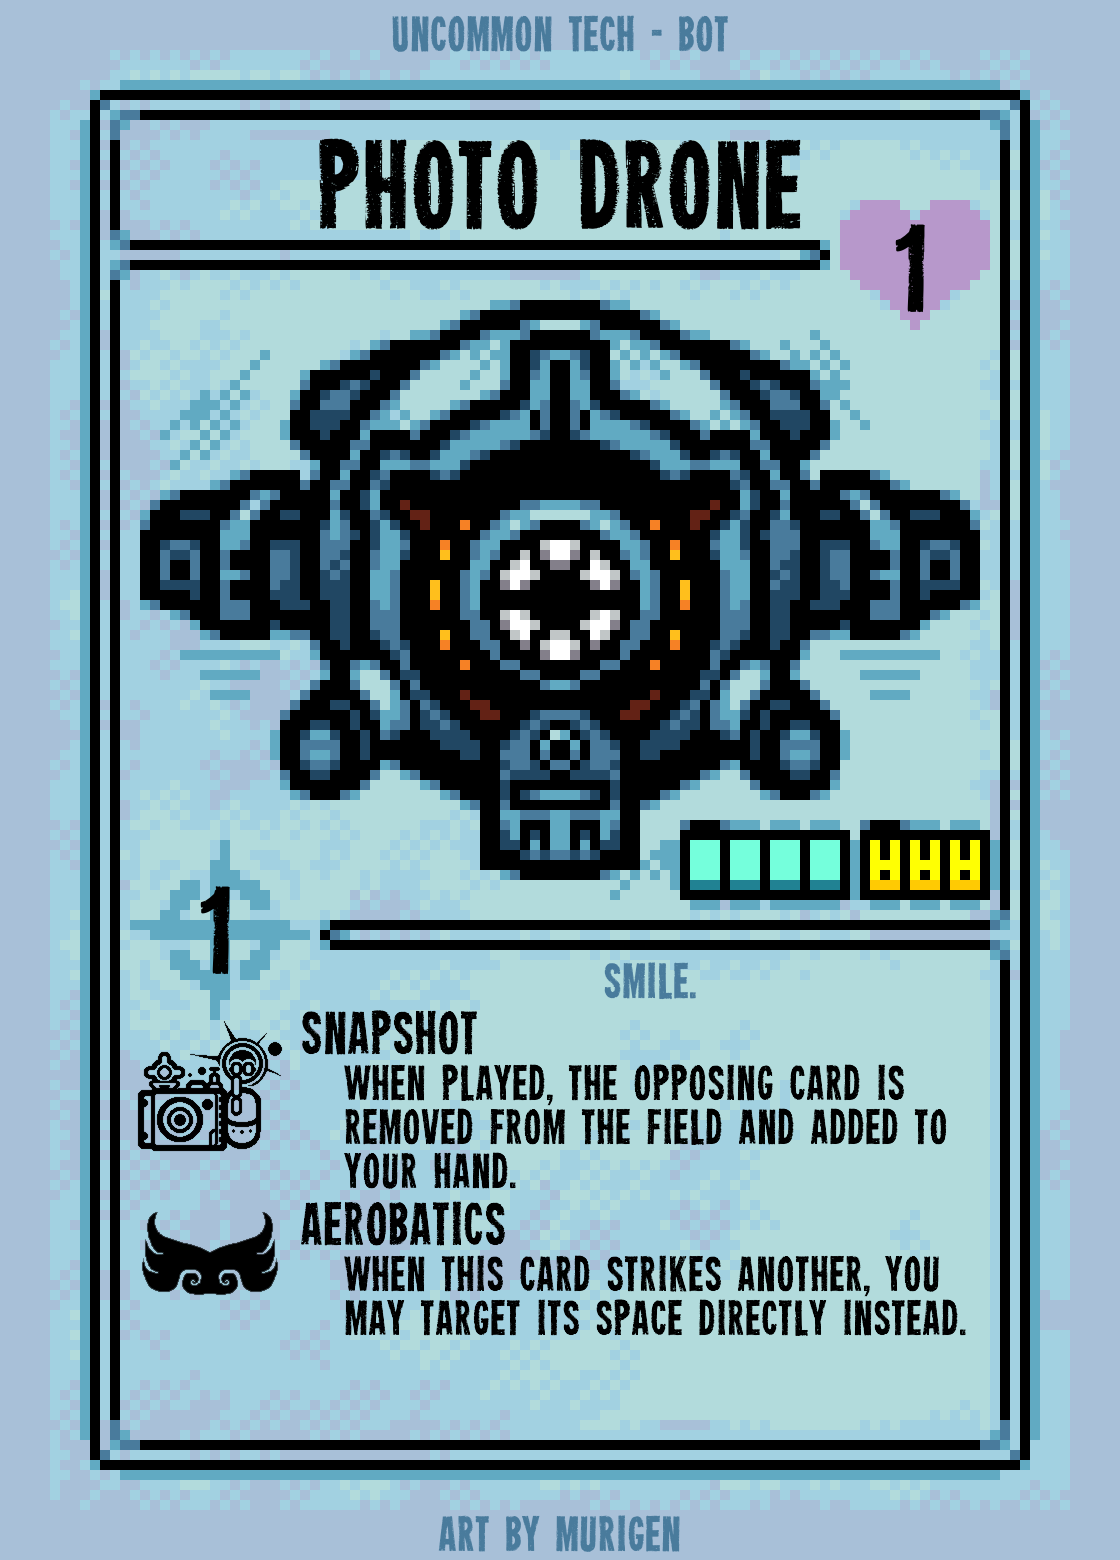 UNCOMMON TECH - BOT
PHOTO DRONE
1
1
SMILE.
SNAPSHOT
WHEN PLAYED, THE OPPOSING CARD IS
REMOVED FROM THE FIELD AND ADDED TO
YOUR HAND.
AEROBATICS
WHEN THIS CARD STRIKES ANOTHER, YOU
MAY TARGET ITS SPACE DIRECTLY INSTEAD.
ART BY MURIGEN